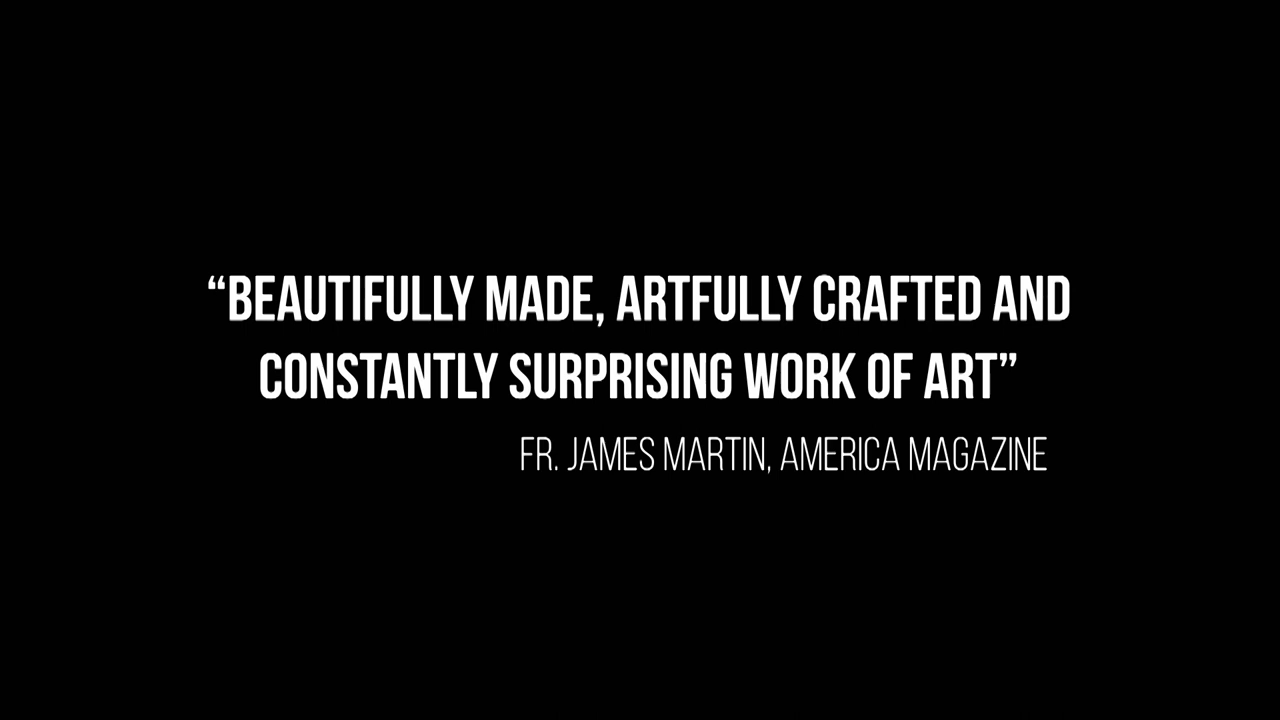 “BEAUTIFULLY MADE, ARTFULLY CRAFTED AND
CONSTANTLY SURPRISING WORK OF ART”
FR. JAMES MARTIN, AMERICA MAGAZINE